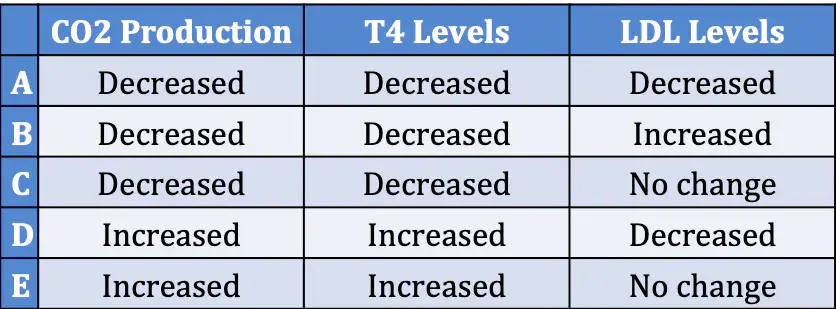 CO2 Production T4 Levels LDL Levels
A Decreased Decreased Decreased
B Decreased Decreased Increased
C Decreased Decreased No change
D Increased Increased Decreased
E Increased Increased No change